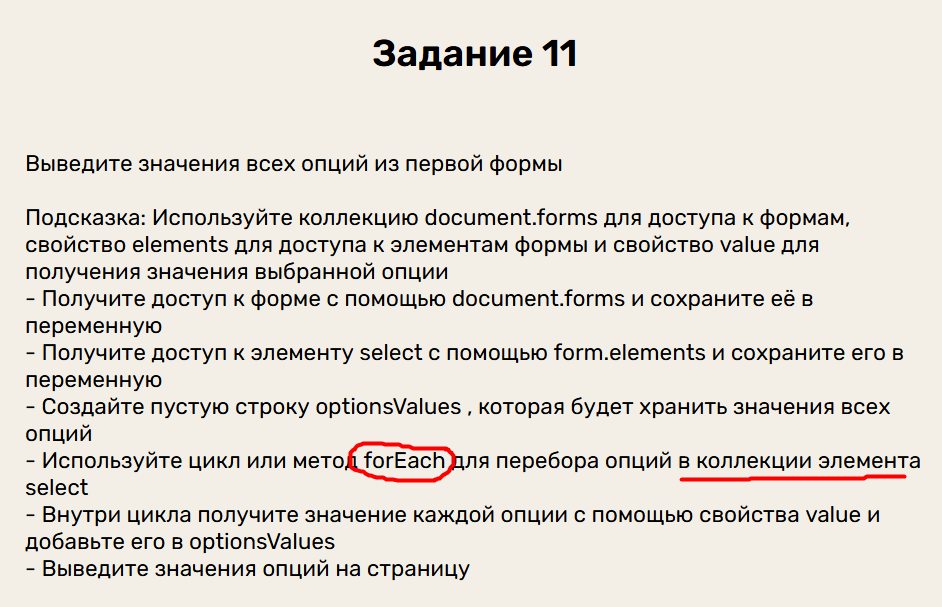 Задание 11
Выведите значения всех опций из первой формы
Подсказка: Используйте коллекцию document.forms для доступа к формам,
свойство elements для доступа к элементам формы и свойство value для
получения значения выбранной опции
- Получите доступ к форме с помощью document.forms и сохраните её в
переменную
- Получите доступ к элементу select с помощью form.elements и сохраните его в
переменную
- Создайте пустую строку optionsValues , которая будет хранить значения всех
опций
- Используйте цикл или метод forEach для перебора опций в коллекции элемента
select
- Внутри цикла получите значение каждой опции с помощью свойства value и
добавьте его в optionsValues
- Выведите значения опций на страницу